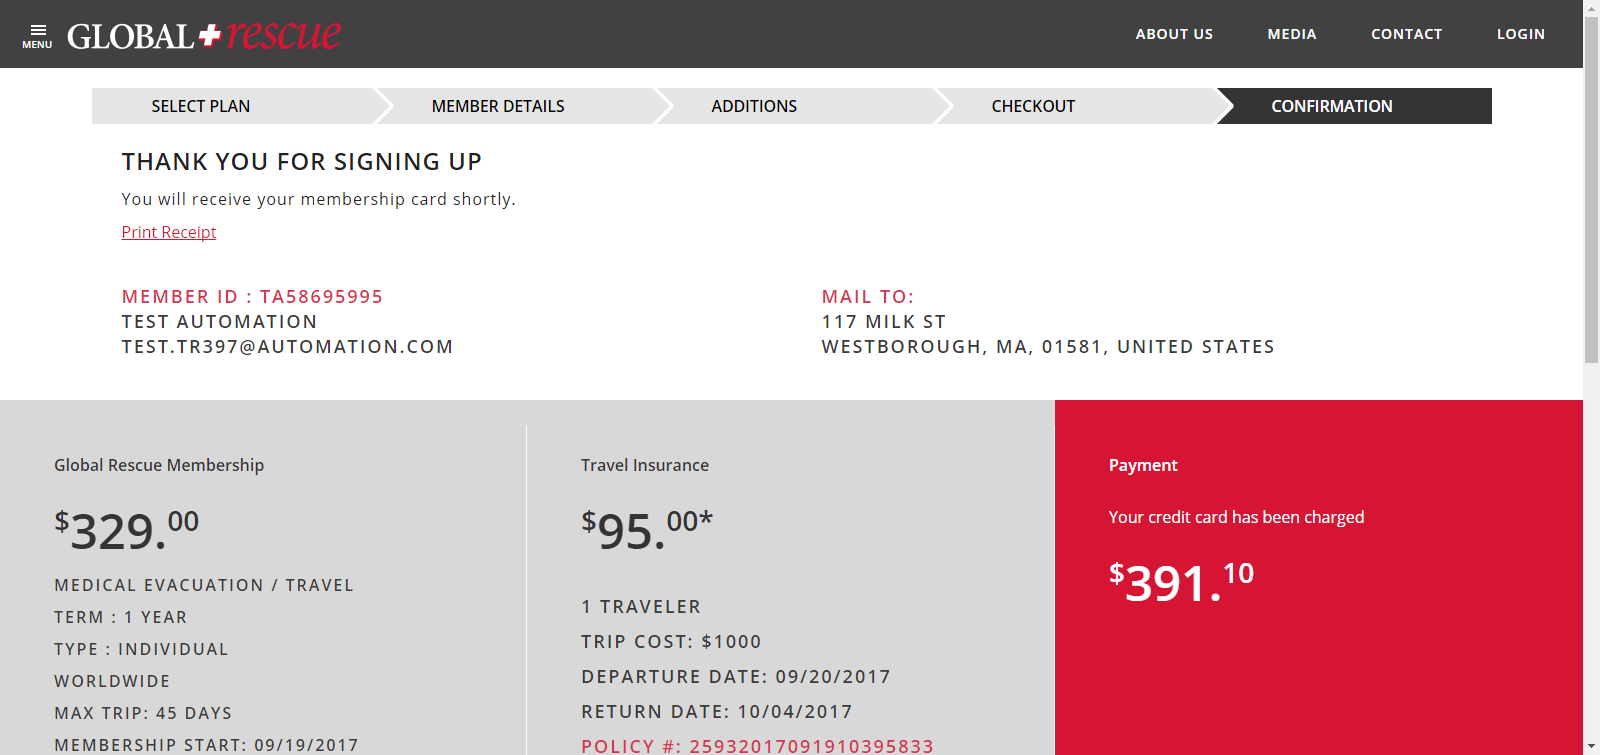 MENU
GLOBAL rescue
ABOUT US
MEDIA
CONTACT
LOGIN
SELECT PLAN
MEMBER DETAILS
ADDITIONS
CHECKOUT
CONFIRMATION
THANK YOU FOR SIGNING UP
You will receive your membership card shortly.
Print Receipt
MEMBER ID : TA58695995
TEST AUTOMATION
TEST.TR397@AUTOMATION.COM
MAIL TO:
117 MILK ST
WESTBOROUGH, MA, 01581, UNITED STATES
Global Rescue Membership
$329.00
MEDICAL EVACUATION / TRAVEL
TERM : 1 YEAR
TYPE : INDIVIDUAL
WORLDWIDE
MAX TRIP: 45 DAYS
MEMBERSHIP START: 09/19/2017
Travel Insurance
$95.00*
1 TRAVELER
TRIP COST: $1000
DEPARTURE DATE: 09/20/2017
RETURN DATE: 10/04/2017
POLICY #: 25932017091910395833
Payment
Your credit card has been charged
$391.10